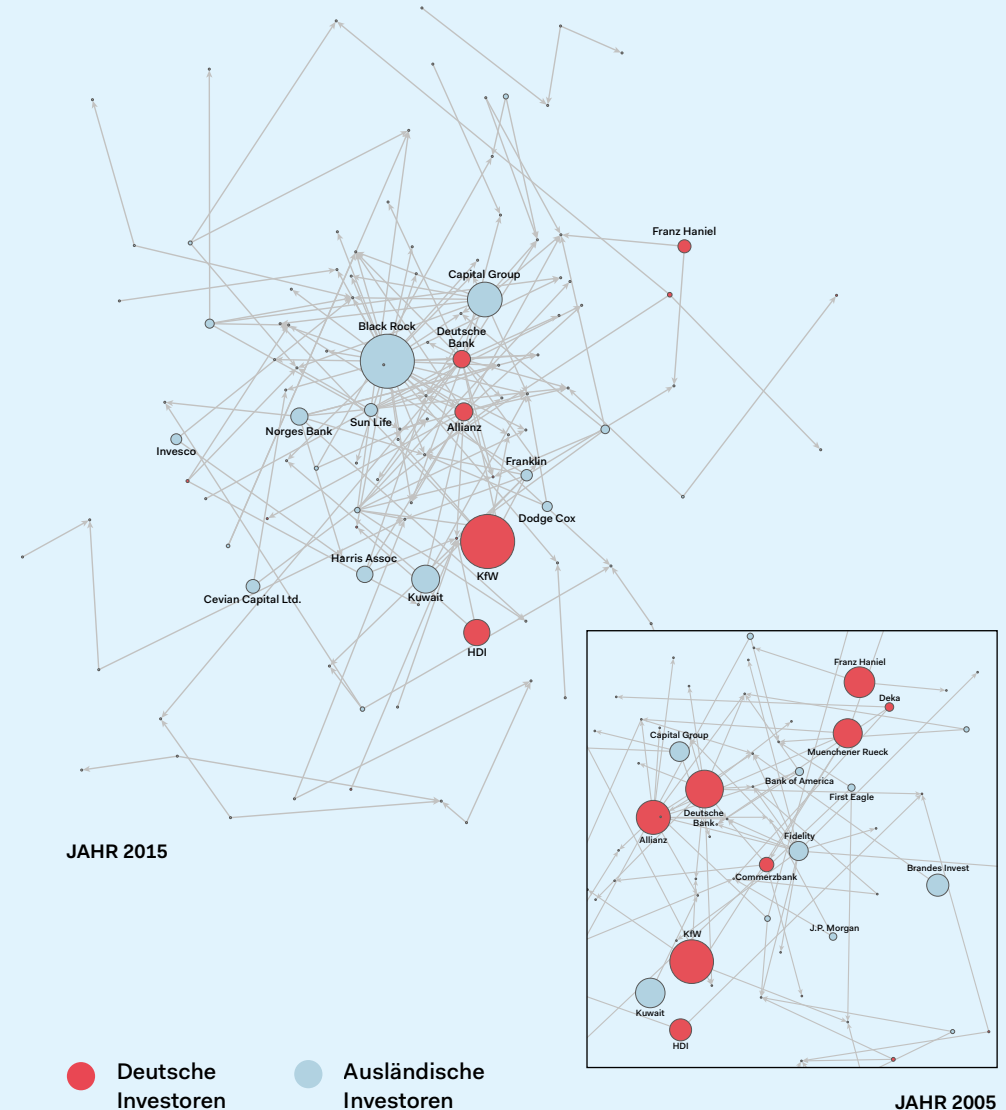 Franz Haniel
Capital Group
Black Rock
Deutsche
Bank
Sun Life
Norges Bank
Allianz
Invesco
Franklin
Dodge Cox
Harris Assoc
KfW
Kuwait
Cevian Capital Ltd.
HDI
JAHR 2015
Franz Haniel
Deka
Capital Group
Muenchener Rueck
Bank of America
First Eagle
Deutsche
Bank
Allianz
Fidelity
Commerzbank
Brandes Invest
J.P. Morgan
KfW
Kuwait
HDI
JAHR 2005
Deutsche
Investoren
Ausländische
Investoren